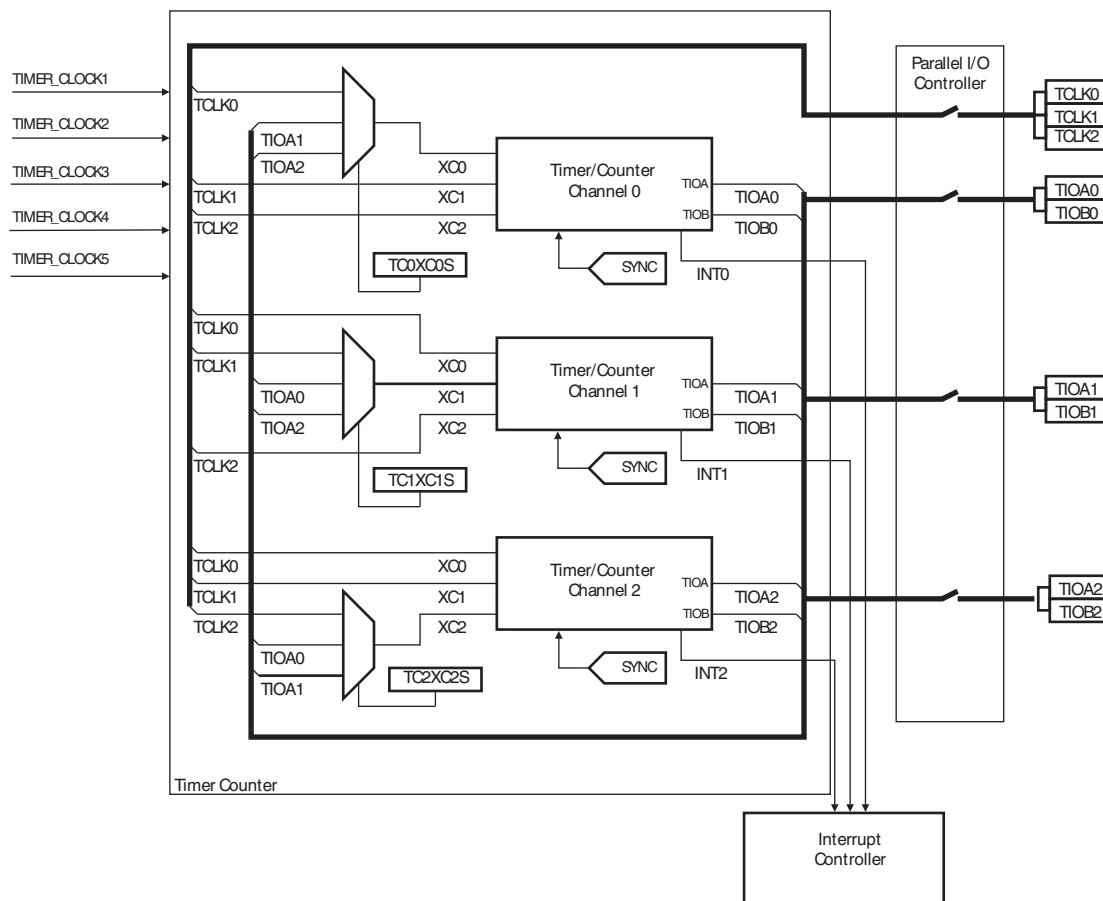 Parallel I/O
Controller
TIMER_CLOCK1
TIMER_CLOCK2
TIMER_CLOCK3
TIMER_CLOCK4
TIMER_CLOCK5
TCLK0
TIOA1
TIOA2
TCLK1
TCLK2
XC0
XC1
XC2
Timer/Counter
Channel 0
TIOA
TIOB
TIOA0
TIOB0
TC0XC0S
SYNC
INT0
TCLK0
TCLK1
TIOA0
TIOA2
TCLK2
XC0
XC1
XC2
Timer/Counter
Channel 1
TIOA
TIOB
TIOA1
TIOB1
TC1XC1S
SYNC
INT1
TCLK0
TCLK1
TCLK2
TIOA0
TIOA1
XC0
XC1
XC2
Timer/Counter
Channel 2
TIOA
TIOB
TIOA2
TIOB2
TC2XC2S
SYNC
INT2
TCLK0
TCLK1
TCLK2
TIOA0
TIOB0
TIOA1
TIOB1
TIOA2
TIOB2
Timer Counter
Interrupt
Controller